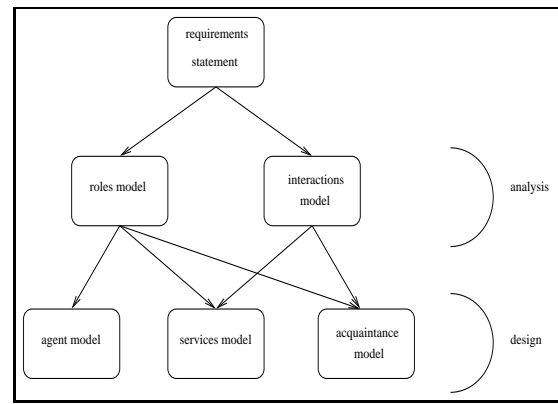 requirements
statement
roles model
interactions
model
analysis
agent model
services model
acquaintance
model
design